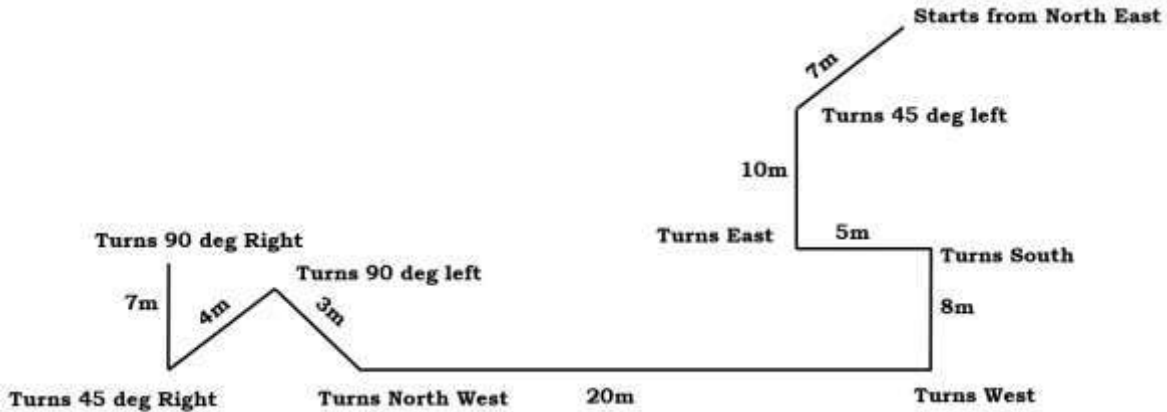 Starts from North East
7m
Turns 45 deg left
10m
Turns East
5m
Turns South
8m
Turns 90 deg Right
Turns 90 deg left
7m
4m
3m
Turns 45 deg Right
Turns North West
20m
Turns West